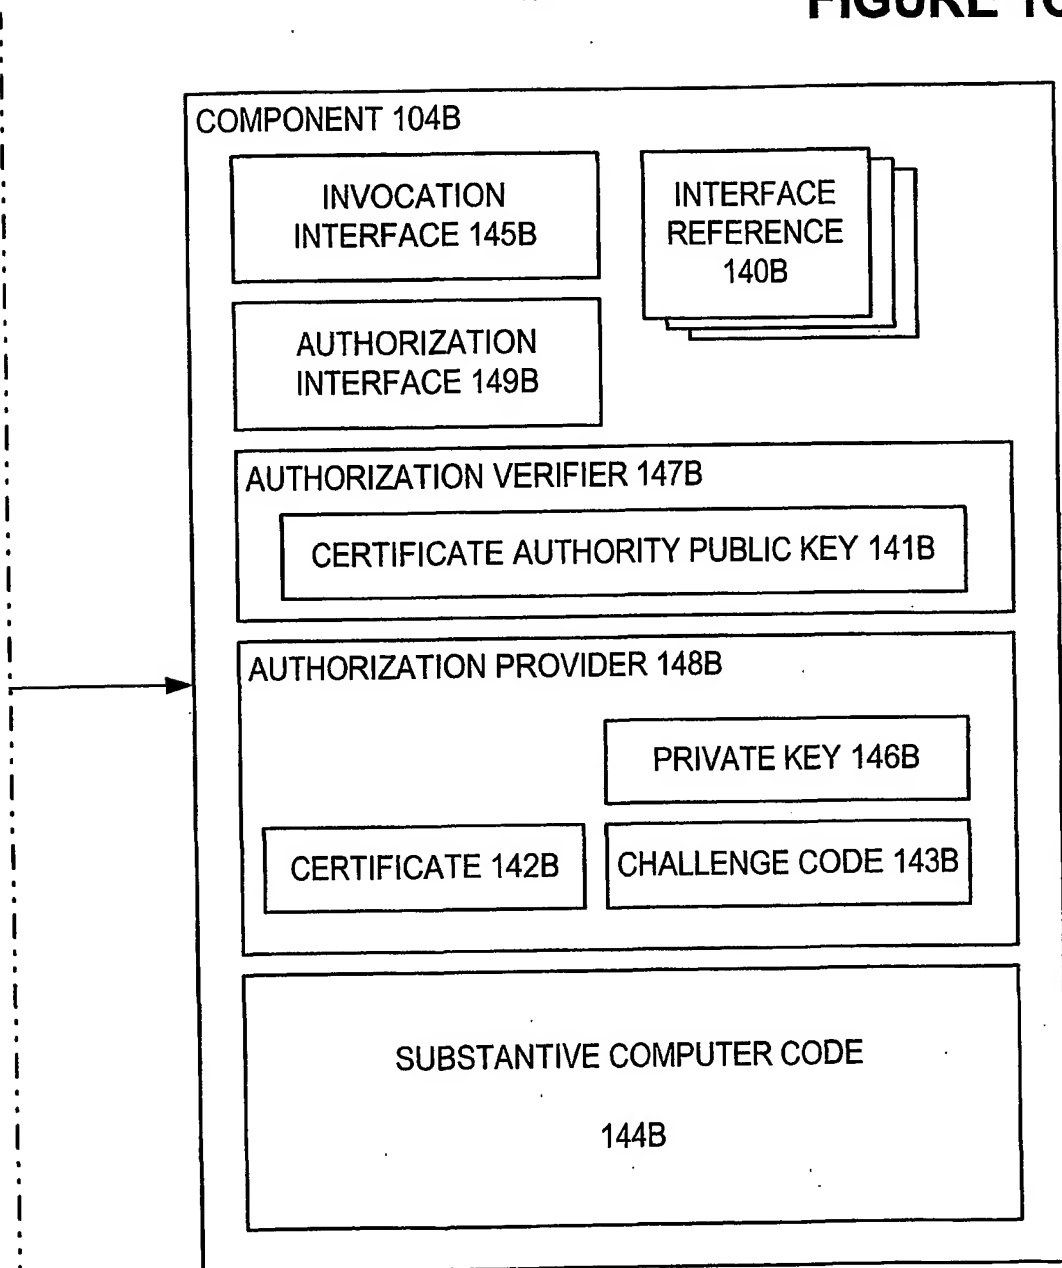 FIGURE
COMPONENT 104B
INVOCATION
INTERFACE 145B
INTERFACE
REFERENCE
140B
AUTHORIZATION
INTERFACE 149B
AUTHORIZATION VERIFIER 147B
CERTIFICATE AUTHORITY PUBLIC KEY 141B
AUTHORIZATION PROVIDER 148B
PRIVATE KEY 146B
CERTIFICATE 142B
CHALLENGE CODE 143B
SUBSTANTIVE COMPUTER CODE
144B